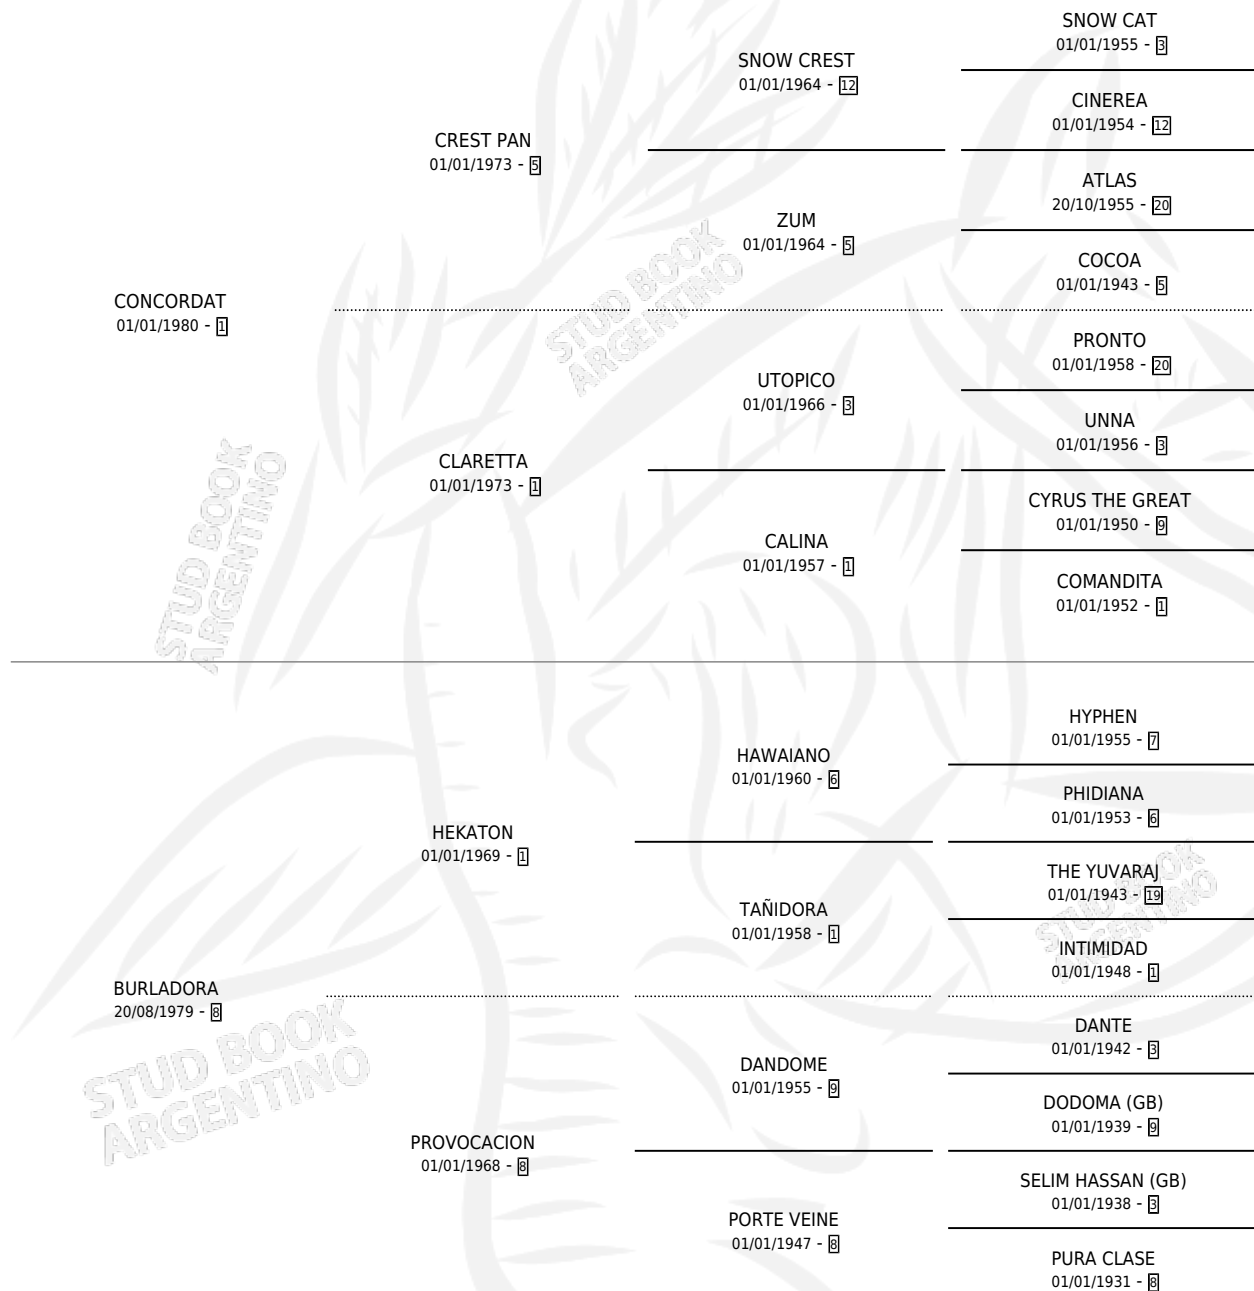 SNOW CAT
01/01/1955 - 3
SNOW CREST
01/01/1964 - 12
CINEREA
01/01/1954 - 12
CREST PAN
01/01/1973 - 5
ATLAS
20/10/1955 - 20
ZUM
01/01/1964 - 5
COCOA
01/01/1943 - 5
CONCORDAT
01/01/1980 - 1
PRONTO
01/01/1958 - 20
UTOPICO
01/01/1966 - 3
UNNA
01/01/1956 - 3
CLARETTA
01/01/1973 - 1
CYRUS THE GREAT
01/01/1950 - 9
CALINA
01/01/1957 - 1
COMANDITA
01/01/1952 - 1
HYPHEN
01/01/1955 - 7
HAWAIANO
01/01/1960 - 6
PHIDIANA
01/01/1953 - 6
HEKATON
01/01/1969 - 1
THE YUVARAJ
01/01/1943 - 19
TAÑIDORA
01/01/1958 - 1
INTIMIDAD
01/01/1948 - 1
BURLADORA
20/08/1979 - 8
DANTE
01/01/1942 - 3
DANDOME
01/01/1955 - 9
DODOMA (GB)
01/01/1939 - 9
PROVOCACION
01/01/1968 - 8
SELIM HASSAN (GB)
01/01/1938 - 3
PORTE VEINE
01/01/1947 - 8
PURA CLASE
01/01/1931 - 8
STUD BOOK
ARGENTINO
STUD BOOK
ARGENTINO
STUD BOOK
ARGENTINO
STUD BOOK
ARGENTINO